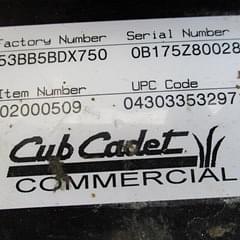 Factory Number Serial Number
53BB5BDX750 0B175Z80028
Item Number UPC Code
02000509 04303353297
Cub Cadet
COMMERCIAL